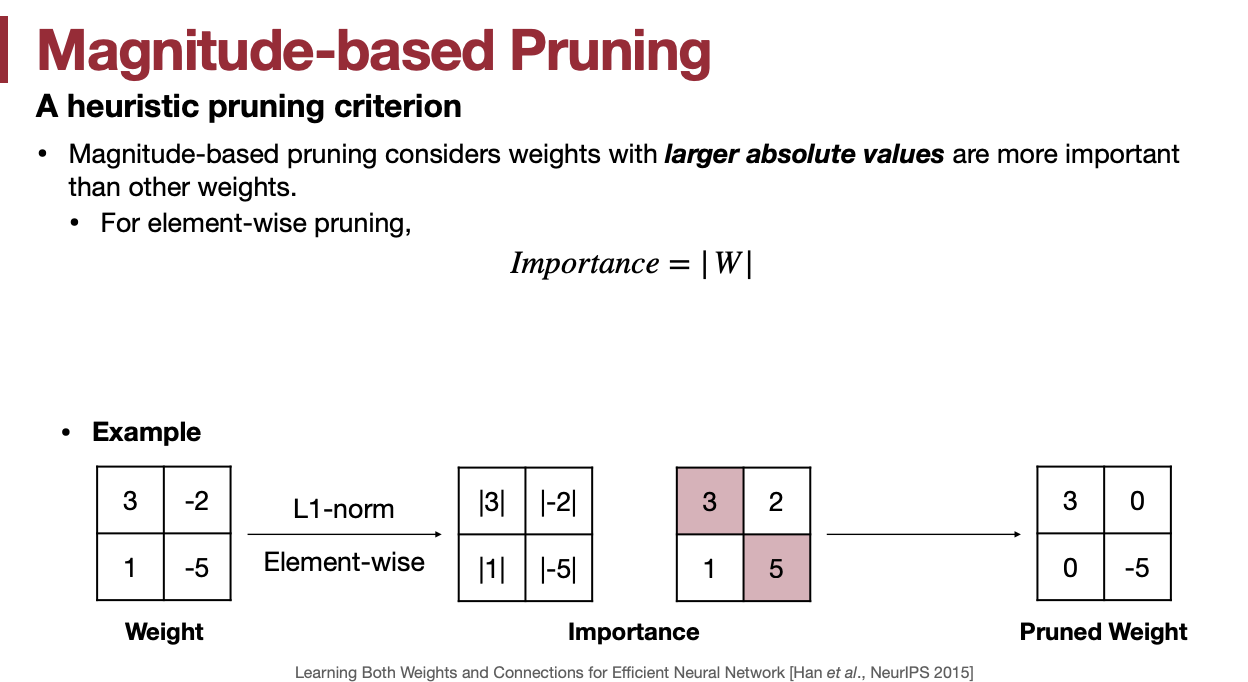 Magnitude-based Pruning
A heuristic pruning criterion
• Magnitude-based pruning considers weights with larger absolute values are more important
than other weights.
• For element-wise pruning,
Importance = |W|
• Example
3 -2
1 -5
Weight
L1-norm
Element-wise
|3| |-2|
|1| |-5|
3 2
1 5
Importance
3 0
0 -5
Pruned Weight
Learning Both Weights and Connections for Efficient Neural Network [Han et al., NeurIPS 2015]